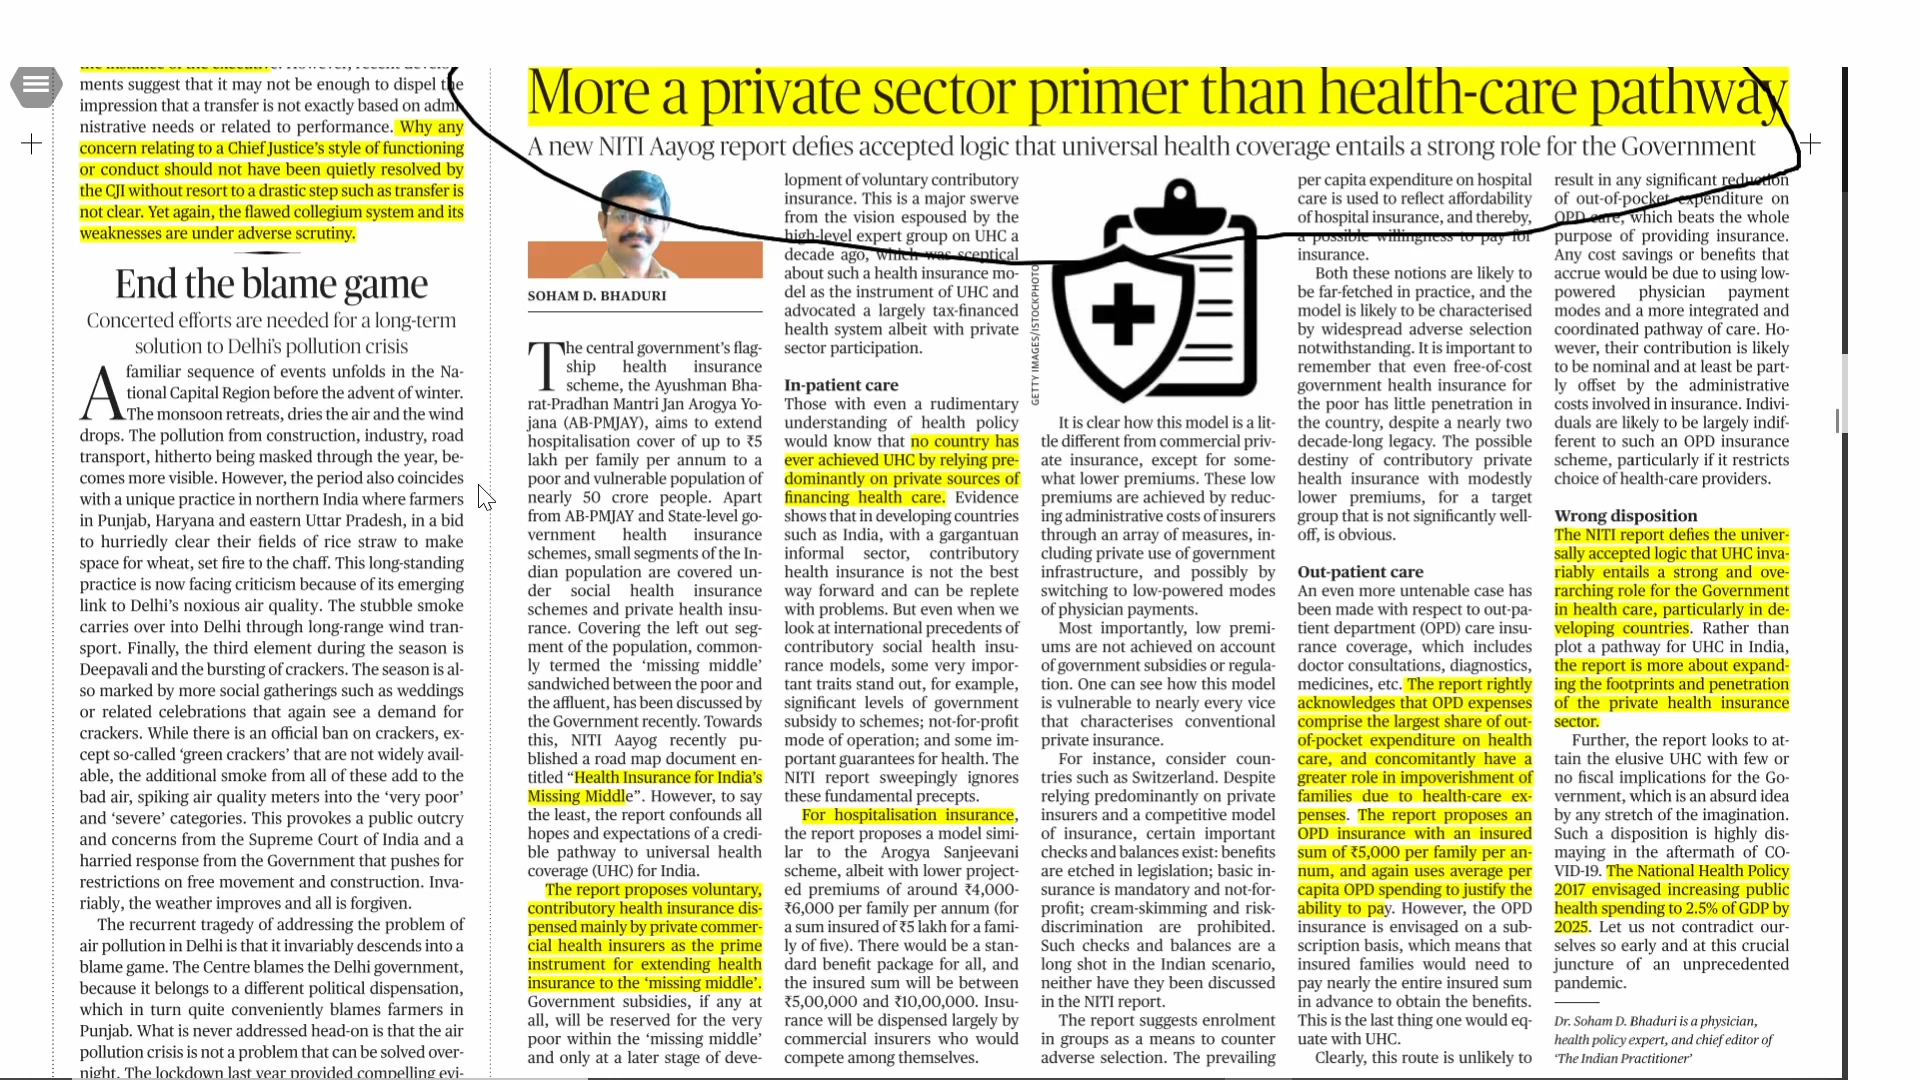 the instance of the executive. However, recent develop-
ments suggest that it may not be enough to dispel the
impression that a transfer is not exactly based on admi-
nistrative needs or related to performance. Why any
concern relating to a Chief Justice's style of functioning
or conduct should not have been quietly resolved by
the CJI without resort to a drastic step such as transfer is
not clear. Yet again, the flawed collegium system and its
weaknesses are under adverse scrutiny.
End the blame game
Concerted efforts are needed for a long-term
solution to Delhi's pollution crisis
A familiar sequence of events unfolds in the Na-
tional Capital Region before the advent of winter.
The monsoon retreats, dries the air and the wind
drops. The pollution from construction, industry, road
transport, hitherto being masked through the year, be-
comes more visible. However, the period also coincides
with a unique practice in northern India where farmers
in Punjab, Haryana and eastern Uttar Pradesh, in a bid
to hurriedly clear their fields of rice straw to make
space for wheat, set fire to the chaff. This long-standing
practice is now facing criticism because of its emerging
link to Delhi's noxious air quality. The stubble smoke
carries over into Delhi through long-range wind tran-
sport. Finally, the third element during the season is
Deepavali and the bursting of crackers. The season is al-
so marked by more social gatherings such as weddings
or related celebrations that again see a demand for
crackers. While there is an official ban on crackers, ex-
cept so-called 'green crackers' that are not widely avail-
able, the additional smoke from all of these add to the
bad air, spiking air quality meters into the 'very poor'
and 'severe' categories. This provokes a public outcry
and concerns from the Supreme Court of India and a
harried response from the Government that pushes for
restrictions on free movement and construction. Inva-
riably, the weather improves and all is forgiven.
The recurrent tragedy of addressing the problem of
air pollution in Delhi is that it invariably descends into a
blame game. The Centre blames the Delhi government,
because it belongs to a different political dispensation,
which in turn quite conveniently blames farmers in
Punjab. What is never addressed head-on is that the air
pollution crisis is not a problem that can be solved over-
night. The lockdown last year provided compelling evi-
More a private sector primer than health-care pathway
A new NITI Aayog report defies accepted logic that universal health coverage entails a strong role for the Government
SOHAM D. BHADURI
The central government's flag-
ship health insurance
scheme, the Ayushman Bha-
rat-Pradhan Mantri Jan Arogya Yo-
jana (AB-PMJAY), aims to extend
hospitalisation cover of up to ₹5
lakh per family per annum to a
poor and vulnerable population of
nearly 50 crore people. Apart
from AB-PMJAY and State-level go-
vernment health insurance
schemes, small segments of the In-
dian population are covered un-
der social health insurance
schemes and private health insu-
rance. Covering the left out seg-
ment of the population, common-
ly termed the 'missing middle'
sandwiched between the poor and
the affluent, has been discussed by
the Government recently. Towards
this, NITI Aayog recently pu-
blished a road map document en-
titled “Health Insurance for India's
Missing Middle”. However, to say
the least, the report confounds all
hopes and expectations of a credi-
ble pathway to universal health
coverage (UHC) for India.
The report proposes voluntary,
contributory health insurance dis-
pensed mainly by private commer-
cial health insurers as the prime
instrument for extending health
insurance to the 'missing middle'.
Government subsidies, if any at
all, will be reserved for the very
poor within the 'missing middle'
and only at a later stage of deve-
lopment of voluntary contributory
insurance. This is a major swerve
from the vision espoused by the
high-level expert group on UHC a
decade ago, which was sceptical
about such a health insurance mo-
del as the instrument of UHC and
advocated a largely tax-financed
health system albeit with private
sector participation.
In-patient care
Those with even a rudimentary
understanding of health policy
would know that no country has
ever achieved UHC by relying pre-
dominantly on private sources of
financing health care. Evidence
shows that in developing countries
such as India, with a gargantuan
informal sector, contributory
health insurance is not the best
way forward and can be replete
with problems. But even when we
look at international precedents of
contributory social health insu-
rance models, some very impor-
tant traits stand out, for example,
significant levels of government
subsidy to schemes; not-for-profit
mode of operation; and some im-
portant guarantees for health. The
NITI report sweepingly ignores
these fundamental precepts.
For hospitalisation insurance,
the report proposes a model simi-
lar to the Arogya Sanjeevani
scheme, albeit with lower project-
ed premiums of around ₹4,000-
₹6,000 per family per annum (for
a sum insured of ₹5 lakh for a fami-
ly of five). There would be a stan-
dard benefit package for all, and
the insured sum will be between
₹5,00,000 and ₹10,00,000. Insu-
rance will be dispensed largely by
commercial insurers who would
compete among themselves.
GETTY IMAGES/ISTOCKPHOTO
It is clear how this model is a lit-
tle different from commercial priv-
ate insurance, except for some-
what lower premiums. These low
premiums are achieved by reduc-
ing administrative costs of insurers
through an array of measures, in-
cluding private use of government
infrastructure, and possibly by
switching to low-powered modes
of physician payments.
Most importantly, low premi-
ums are not achieved on account
of government subsidies or regula-
tion. One can see how this model
is vulnerable to nearly every vice
that characterises conventional
private insurance.
For instance, consider coun-
tries such as Switzerland. Despite
relying predominantly on private
insurers and a competitive model
of insurance, certain important
checks and balances exist: benefits
are etched in legislation; basic in-
surance is mandatory and not-for-
profit; cream-skimming and risk-
discrimination are prohibited.
Such checks and balances are a
long shot in the Indian scenario,
neither have they been discussed
in the NITI report.
The report suggests enrolment
in groups as a means to counter
adverse selection. The prevailing
per capita expenditure on hospital
care is used to reflect affordability
of hospital insurance, and thereby,
a possible willingness to pay for
insurance.
Both these notions are likely to
be far-fetched in practice, and the
model is likely to be characterised
by widespread adverse selection
notwithstanding. It is important to
remember that even free-of-cost
government health insurance for
the poor has little penetration in
the country, despite a nearly two
decade-long legacy. The possible
destiny of contributory private
health insurance with modestly
lower premiums, for a target
group that is not significantly well-
off, is obvious.
Out-patient care
An even more untenable case has
been made with respect to out-pa-
tient department (OPD) care insu-
rance coverage, which includes
doctor consultations, diagnostics,
medicines, etc. The report rightly
acknowledges that OPD expenses
comprise the largest share of out-
of-pocket expenditure on health
care, and concomitantly have a
greater role in impoverishment of
families due to health-care ex-
penses. The report proposes an
OPD insurance with an insured
sum of ₹5,000 per family per an-
num, and again uses average per
capita OPD spending to justify the
ability to pay. However, the OPD
insurance is envisaged on a sub-
scription basis, which means that
insured families would need to
pay nearly the entire insured sum
in advance to obtain the benefits.
This is the last thing one would eq-
uate with UHC.
Clearly, this route is unlikely to
result in any significant reduction
of out-of-pocket expenditure on
OPD care, which beats the whole
purpose of providing insurance.
Any cost savings or benefits that
accrue would be due to using low-
powered physician payment
modes and a more integrated and
coordinated pathway of care. Ho-
wever, their contribution is likely
to be nominal and at least be part-
ly offset by the administrative
costs involved in insurance. Indivi-
duals are likely to be largely indif-
ferent to such an OPD insurance
scheme, particularly if it restricts
choice of health-care providers.
Wrong disposition
The NITI report defies the univer-
sally accepted logic that UHC inva-
riably entails a strong and ove-
rarching role for the Government
in health care, particularly in de-
veloping countries. Rather than
plot a pathway for UHC in India,
the report is more about expand-
ing the footprints and penetration
of the private health insurance
sector.
Further, the report looks to at-
tain the elusive UHC with few or
no fiscal implications for the Go-
vernment, which is an absurd idea
by any stretch of the imagination.
Such a disposition is highly dis-
maying in the aftermath of CO-
VID-19. The National Health Policy
2017 envisaged increasing public
health spending to 2.5% of GDP by
2025. Let us not contradict our-
selves so early and at this crucial
juncture of an unprecedented
pandemic.
Dr. Soham D. Bhaduri is a physician,
health policy expert, and chief editor of
'The Indian Practitioner'